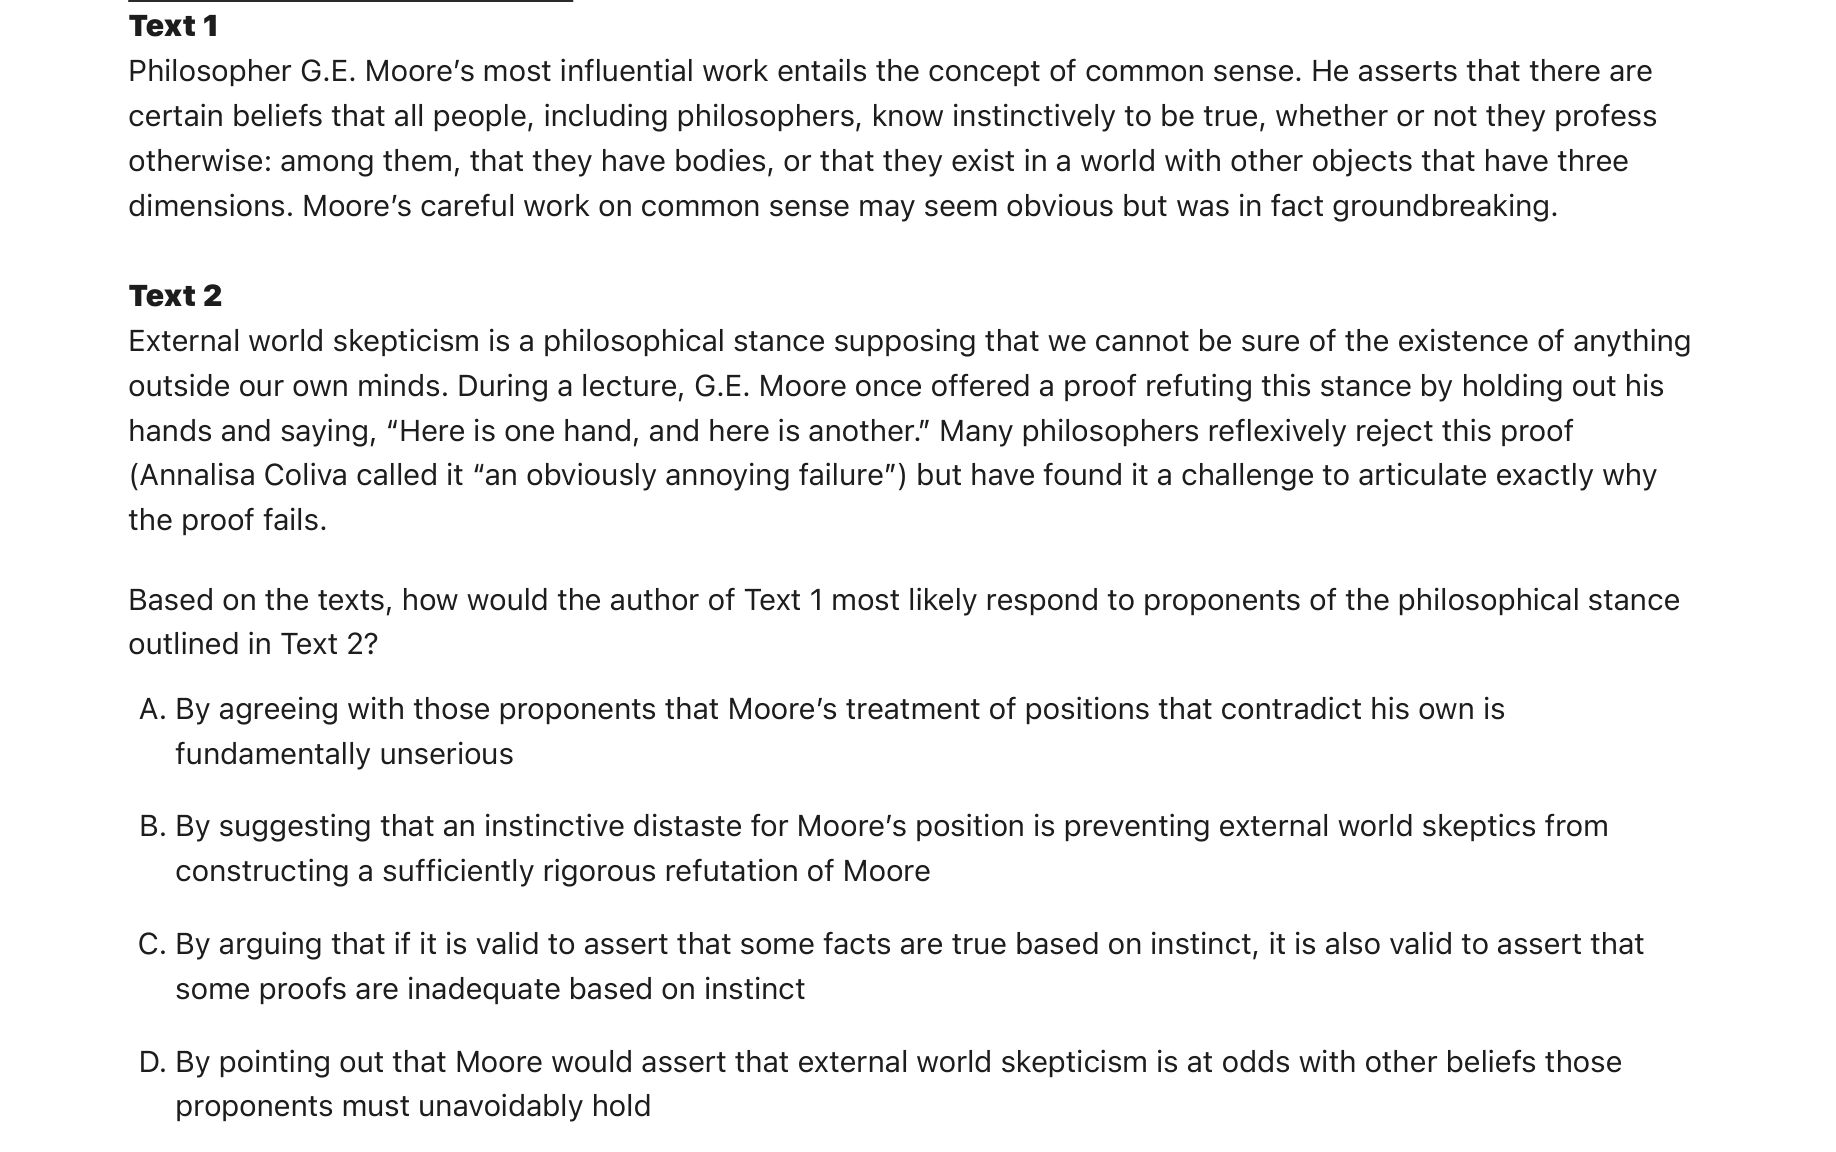 Text 1
Philosopher G.E. Moore’s most influential work entails the concept of common sense. He asserts that there are
certain beliefs that all people, including philosophers, know instinctively to be true, whether or not they profess
otherwise: among them, that they have bodies, or that they exist in a world with other objects that have three
dimensions. Moore’s careful work on common sense may seem obvious but was in fact groundbreaking.
Text 2
External world skepticism is a philosophical stance supposing that we cannot be sure of the existence of anything
outside our own minds. During a lecture, G.E. Moore once offered a proof refuting this stance by holding out his
hands and saying, “Here is one hand, and here is another.” Many philosophers reflexively reject this proof
(Annalisa Coliva called it “an obviously annoying failure”) but have found it a challenge to articulate exactly why
the proof fails.
Based on the texts, how would the author of Text 1 most likely respond to proponents of the philosophical stance
outlined in Text 2?
A. By agreeing with those proponents that Moore’s treatment of positions that contradict his own is
fundamentally unserious
B. By suggesting that an instinctive distaste for Moore’s position is preventing external world skeptics from
constructing a sufficiently rigorous refutation of Moore
C. By arguing that if it is valid to assert that some facts are true based on instinct, it is also valid to assert that
some proofs are inadequate based on instinct
D. By pointing out that Moore would assert that external world skepticism is at odds with other beliefs those
proponents must unavoidably hold